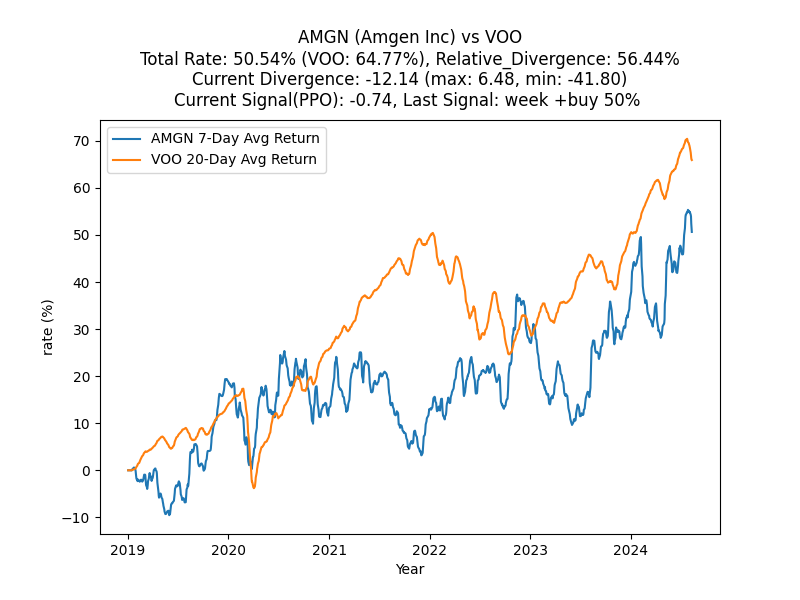 AMGN (Amgen Inc) vs VOO
Total Rate: 50.54% (VOO: 64.77%), Relative_Divergence: 56.44%
Current Divergence: -12.14 (max: 6.48, min: -41.80)
Current Signal(PPO): -0.74, Last Signal: week +buy 50%
AMGN 7-Day Avg Return
VOO 20-Day Avg Return
70
60
50
40
30
20
10
0
−10
rate (%)
2019 2020 2021 2022 2023 2024
Year